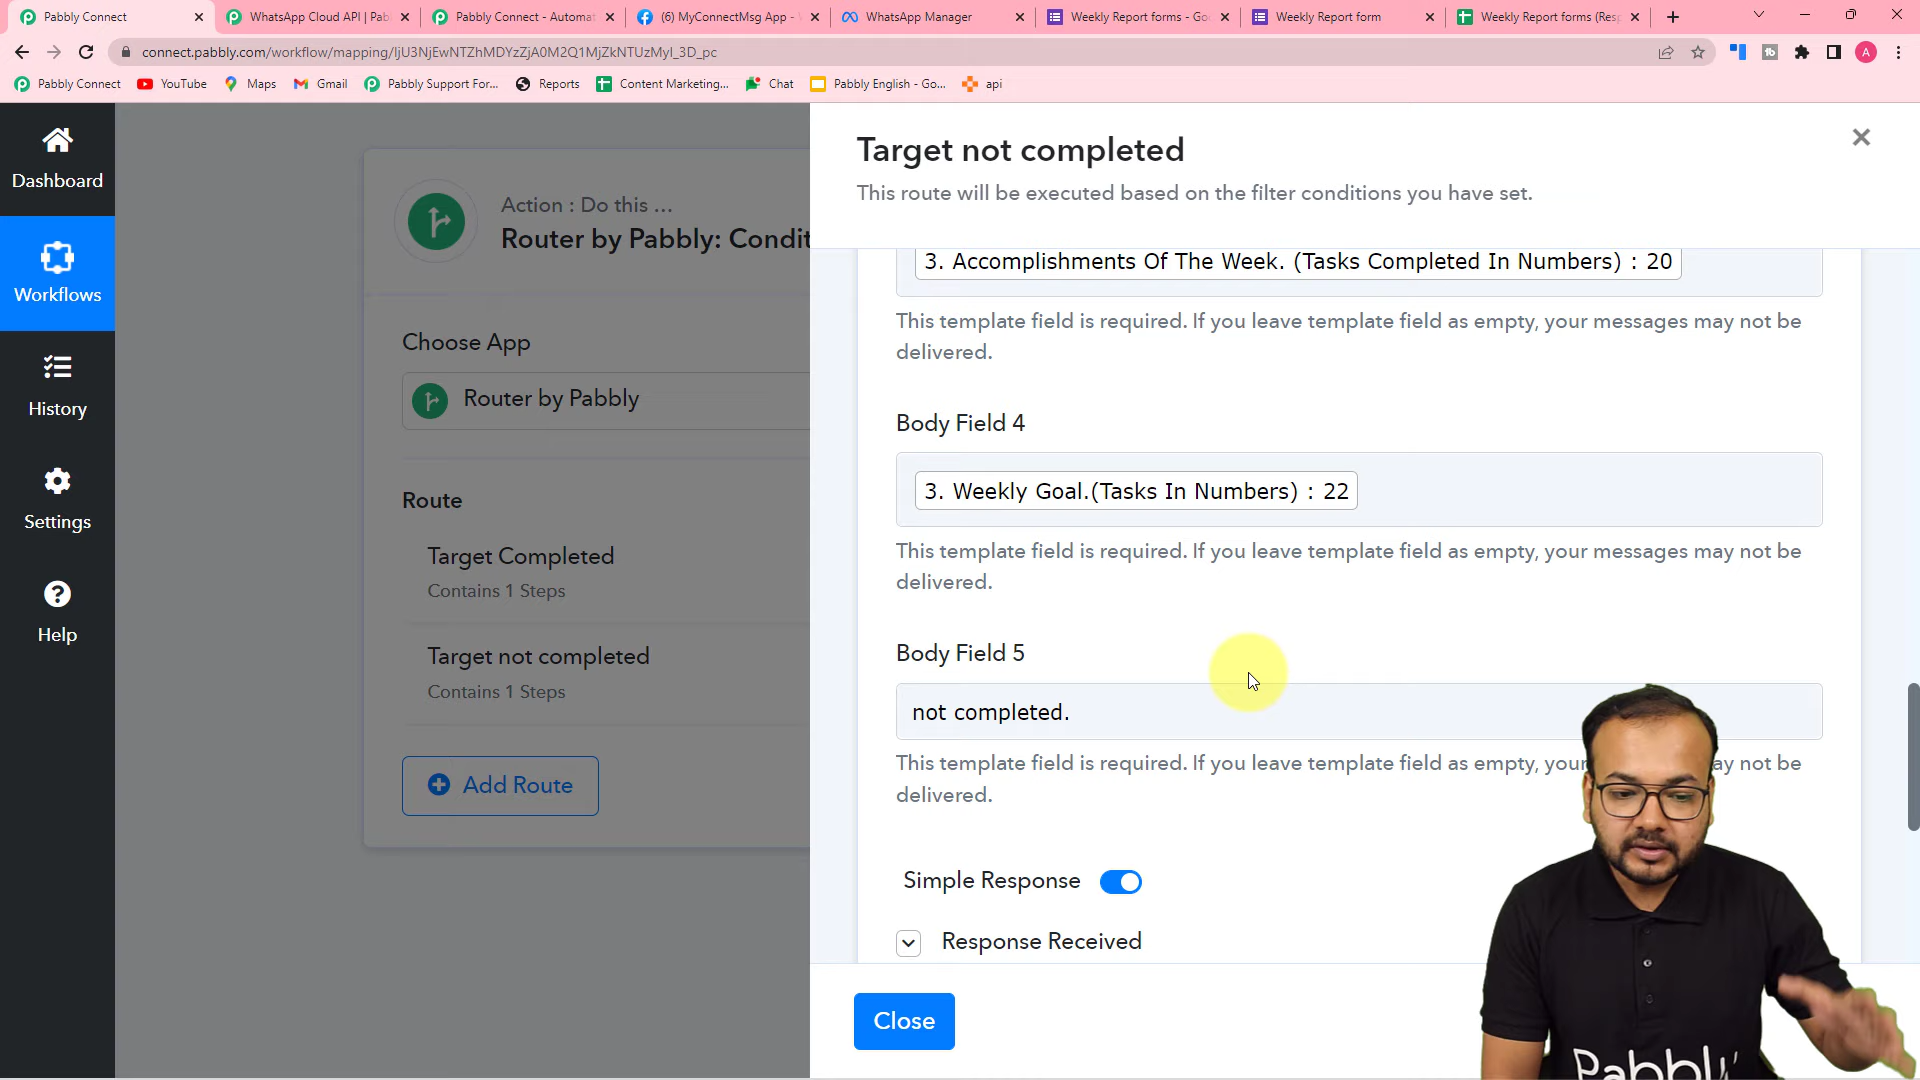 Pabbly Connect
WhatsApp Cloud API | Pab
Pabbly Connect - Automat
(6) MyConnectMsg App -
WhatsApp Manager
Weekly Report forms - Goo
Weekly Report form
Weekly Report forms (Resp
connect.pabbly.com/workflow/mapping/IjU3NjEwNTZhMDYzZjA0M2Q1MjZkNTUzMyI_3D_pc
A
Pabbly Connect
YouTube
Maps
Gmail
Pabbly Support For...
Reports
Content Marketing...
Chat
Pabbly English - Go...
api
Dashboard
Workflows
History
Settings
Help
Action : Do this ...
Router by Pabbly: Condit
Choose App
Router by Pabbly
Route
Target Completed
Contains 1 Steps
Target not completed
Contains 1 Steps
Add Route
Target not completed
This route will be executed based on the filter conditions you have set.
3. Accomplishments Of The Week. (Tasks Completed In Numbers) : 20
This template field is required. If you leave template field as empty, your messages may not be
delivered.
Body Field 4
3. Weekly Goal.(Tasks In Numbers) : 22
This template field is required. If you leave template field as empty, your messages may not be
delivered.
Body Field 5
not completed.
This template field is required. If you leave template field as empty, your may not be
delivered.
Simple Response
Response Received
Close
Pabbly